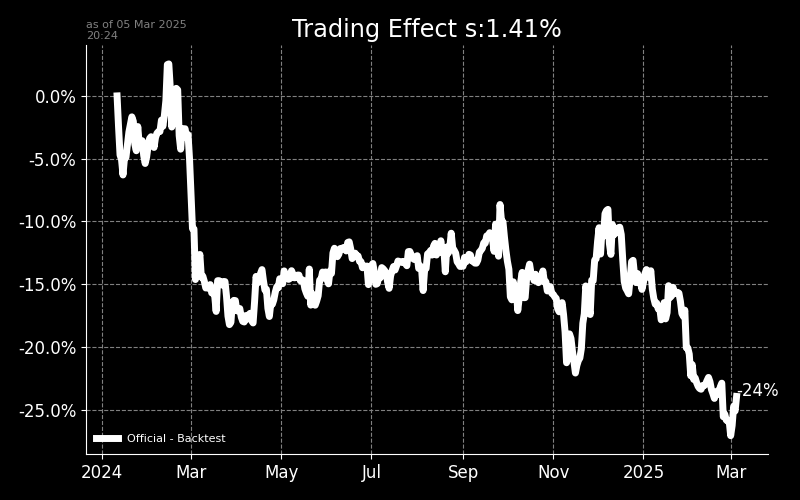 as of 05 Mar 2025
20:24
Trading Effect s:1.41%
0.0%
-5.0%
-10.0%
-15.0%
-20.0%
-25.0%
-24%
Official - Backtest
2024 Mar May Jul Sep Nov 2025 Mar